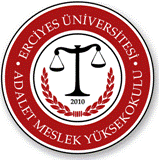 ERCİYES ÜNİVERSİTESİ
2010
ADALET MESLEK YÜKSEKOKULU